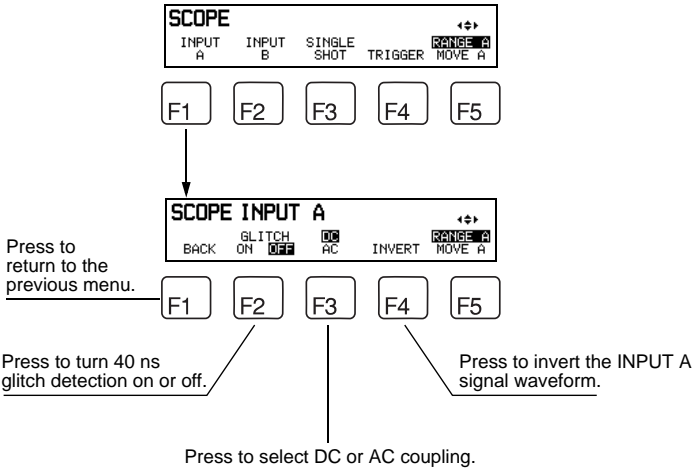 SCOPE
INPUT A
INPUT B
SINGLE SHOT
TRIGGER
RANGE A
MOVE A
F1 F2 F3 F4 F5
SCOPE INPUT A
BACK
GLITCH
ON OFF
DC
AC
INVERT
RANGE A
MOVE A
Press to
return to the
previous menu.
F1 F2 F3 F4 F5
Press to turn 40 ns
glitch detection on or off.
Press to invert the INPUT A
signal waveform.
Press to select DC or AC coupling.